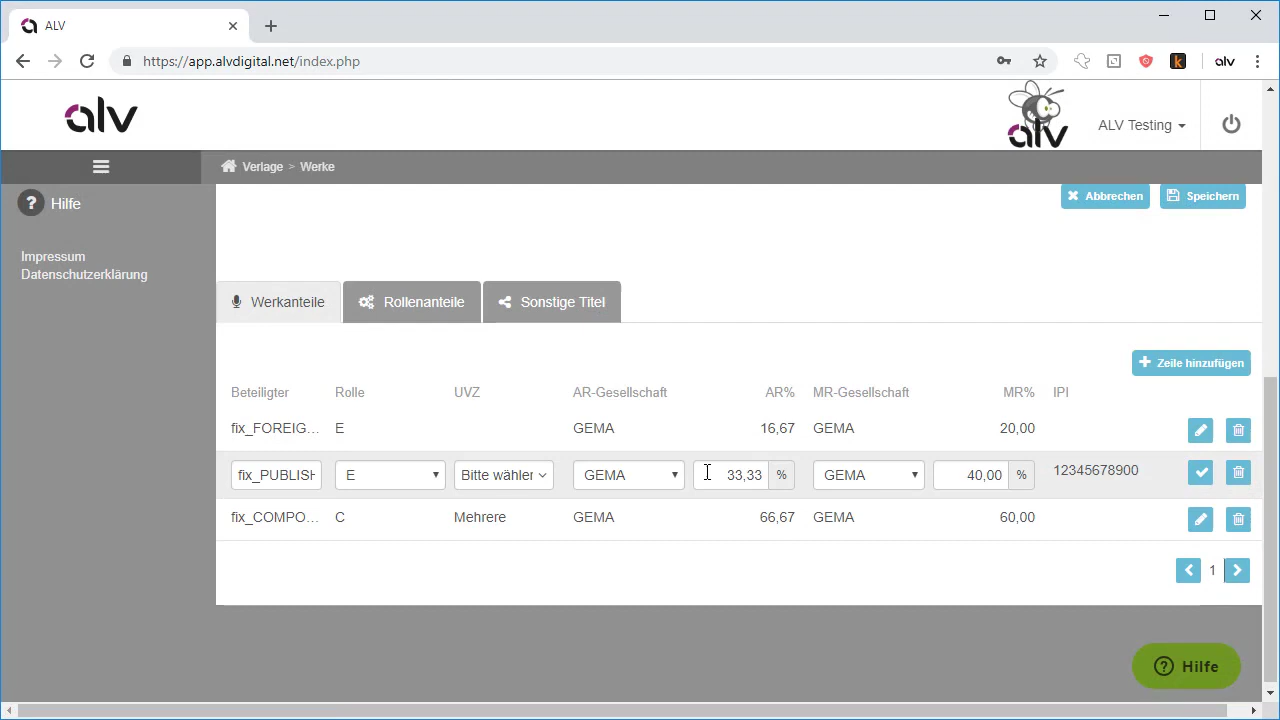 ALV
https://app.alvdigital.net/index.php
k
alv
alv
alv
ALV Testing
Verlage > Werke
? Hilfe
Abbrechen
Speichern
Impressum
Datenschutzerklärung
Werkanteile
Rollenanteile
Sonstige Titel
Zeile hinzufügen
Beteiligter Rolle UVZ AR-Gesellschaft AR% MR-Gesellschaft MR% IPI
fix_FOREIG... E GEMA 16,67 GEMA 20,00
fix_PUBLISH E Bitte wählen GEMA 33,33 % GEMA 40,00 % 12345678900
fix_COMPO... C Mehrere GEMA 66,67 GEMA 60,00
1
? Hilfe